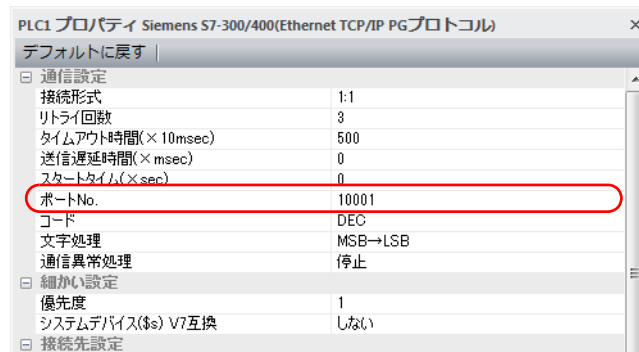 PLC1 プロパティ Siemens S7-300/400(Ethernet TCP/IP PGプロトコル) ×
デフォルトに戻す
通信設定
接続形式 1:1
リトライ回数 3
タイムアウト時間(×10msec) 500
送信遅延時間(×msec) 0
スタートタイム(×sec) 0
ポートNo. 10001
コード DEC
文字処理 MSB→LSB
通信異常処理 停止
細かい設定
優先度 1
システムデバイス($s) V7互換 しない
接続先設定